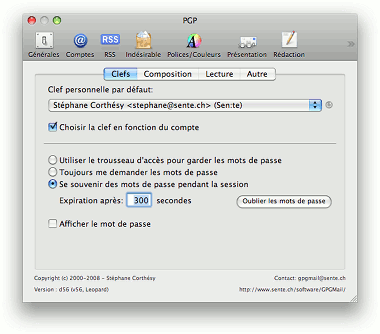 PGP
Générales Comptes RSS Indésirable Polices/Couleurs Présentation Rédaction
Clefs Composition Lecture Autre
Clef personnelle par défaut:
Stéphane Corthésy <stephane@sente.ch> (Sen:te)
Choisir la clef en fonction du compte
Utiliser le trousseau d'accès pour garder les mots de passe
Toujours me demander les mots de passe
Se souvenir des mots de passe pendant la session
Expiration après: 300 secondes Oublier les mots de passe
Afficher le mot de passe
Copyright (c) 2000-2008 - Stéphane Corthésy Contact: gpgmail@sente.ch
Version : d56 (v56, Leopard) http://www.sente.ch/software/GPGMail/